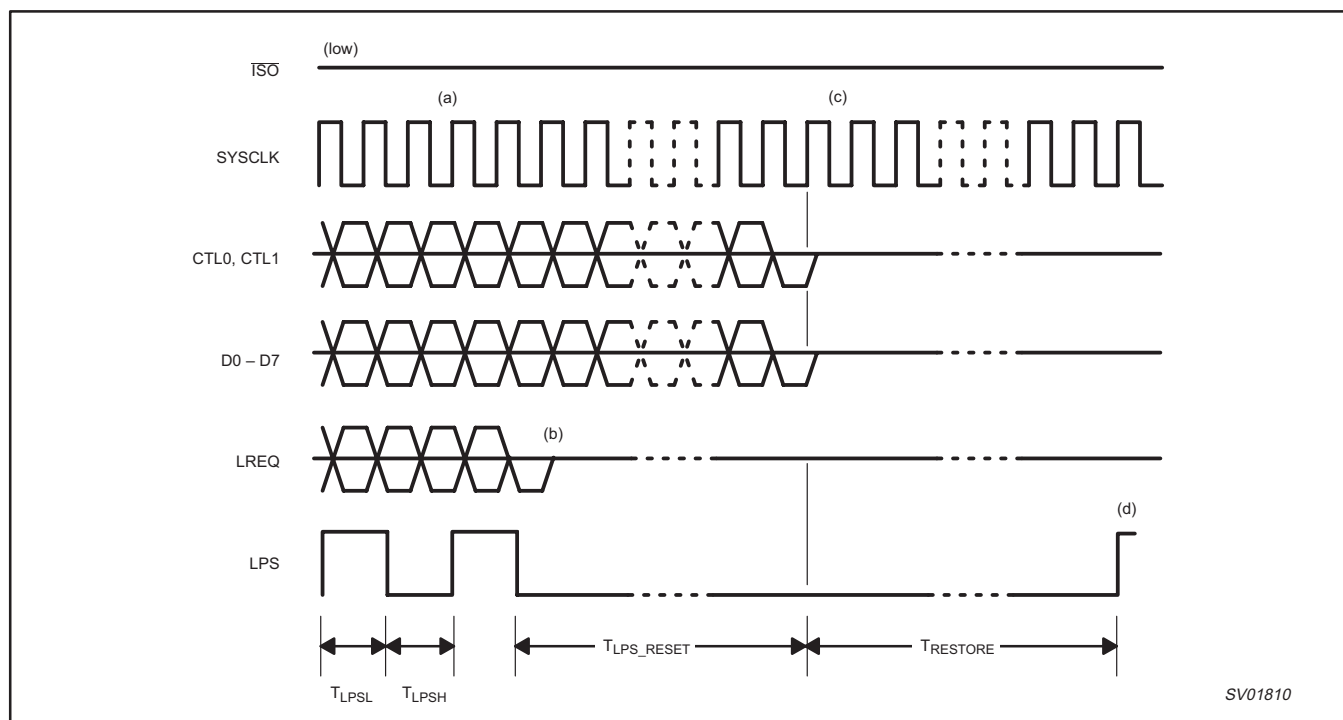 (low)
ISO
(a)
(c)
SYSCLK
CTL0, CTL1
D0 – D7
(b)
LREQ
(d)
LPS
TLPS_RESET
TRESTORE
TLPSL
TLPSH
SV01810